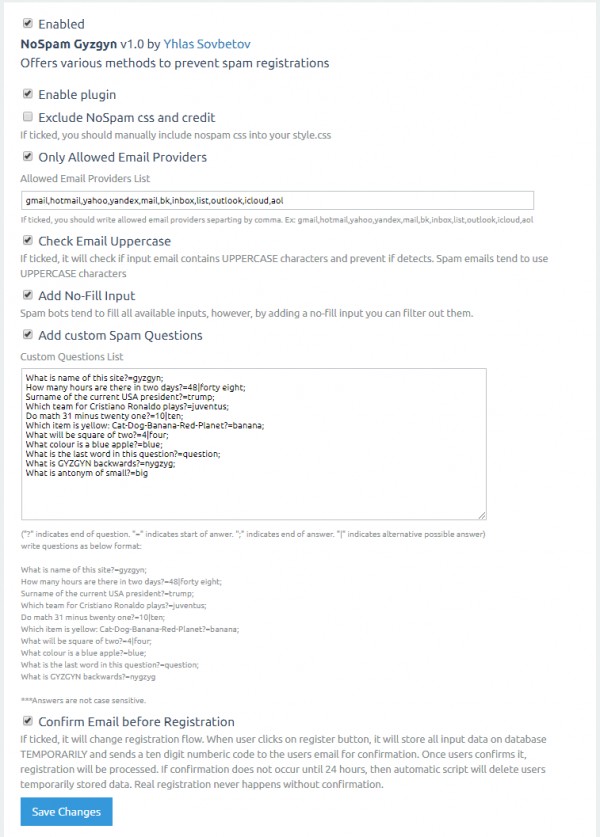 Enabled
NoSpam Gyzgyn v1.0 by Yhlas Sovbetov
Offers various methods to prevent spam registrations
Enable plugin
Exclude NoSpam css and credit
If ticked, you should manually include nospam css into your style.css
Only Allowed Email Providers
Allowed Email Providers List
gmail,hotmail,yahoo,yandex,mail,bk,inbox,list,outlook,icloud,aol
If ticked, you should write allowed email providers separting by comma. Ex: gmail,hotmail,yahoo,yandex,mail,bk,inbox,list,outlook,icloud,aol
Check Email Uppercase
If ticked, it will check if input email contains UPPERCASE characters and prevent if detects. Spam emails tend to use
UPPERCASE characters
Add No-Fill Input
Spam bots tend to fill all available inputs, however, by adding a no-fill input you can filter out them.
Add custom Spam Questions
Custom Questions List
What is name of this site?=gyzgyn;
How many hours are there in two days?=48|forty eight;
Surname of the current USA president?=trump;
Which team for Cristiano Ronaldo plays?=juventus;
Do math 31 minus twenty one?=10|ten;
Which item is yellow: Cat-Dog-Banana-Red-Planet?=banana;
What will be square of two?=4|four;
What colour is a blue apple?=blue;
What is the last word in this question?=question;
What is GYZGYN backwards?=nygzyg;
What is antonym of small?=big
("?" indicates end of question. "=" indicates start of anwer. ";" indicates end of answer. "|" indicates alternative possible answer)
write questions as below format:
What is name of this site?=gyzgyn;
How many hours are there in two days?=48|forty eight;
Surname of the current USA president?=trump;
Which team for Cristiano Ronaldo plays?=juventus;
Do math 31 minus twenty one?=10|ten;
Which item is yellow: Cat-Dog-Banana-Red-Planet?=banana;
What will be square of two?=4|four;
What colour is a blue apple?=blue;
What is the last word in this question?=question;
What is GYZGYN backwards?=nygzyg
***Answers are not case sensitive.
Confirm Email before Registration
If ticked, it will change registration flow. When user clicks on register button, it will store all input data on database
TEMPORARILY and sends a ten digit numberic code to the users email for confirmation. Once users confirms it,
registration will be processed. If confirmation does not occur until 24 hours, then automatic script will delete users
temporarily stored data. Real registration never happens without confirmation.
Save Changes